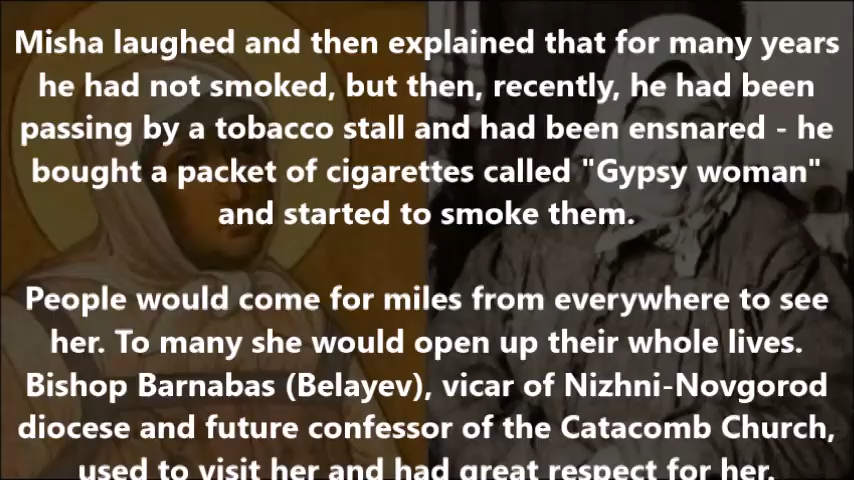 Misha laughed and then explained that for many years
he had not smoked, but then, recently, he had been
passing by a tobacco stall and had been ensnared - he
bought a packet of cigarettes called "Gypsy woman"
and started to smoke them.
People would come for miles from everywhere to see
her. To many she would open up their whole lives.
Bishop Barnabas (Belayev), vicar of Nizhni-Novgorod
diocese and future confessor of the Catacomb Church,
used to visit her and had great respect for her.